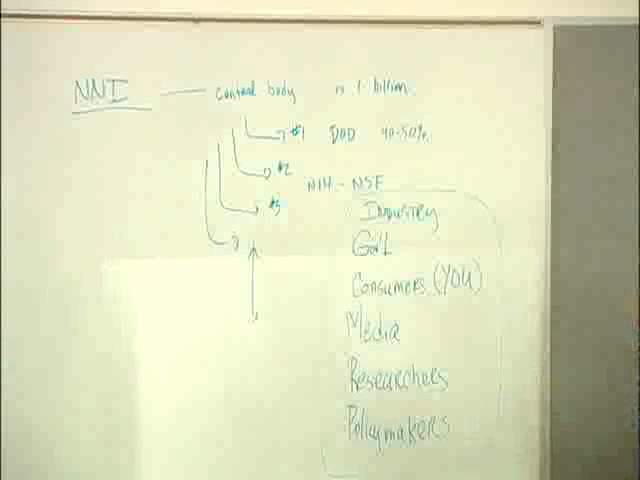 NNI — central body ~ 1 billion
#1 DOD 40-50%
#2
NIH - NSF
#3
Industry
Gov't
Consumers (YOU)
Media
Researchers
Policymakers